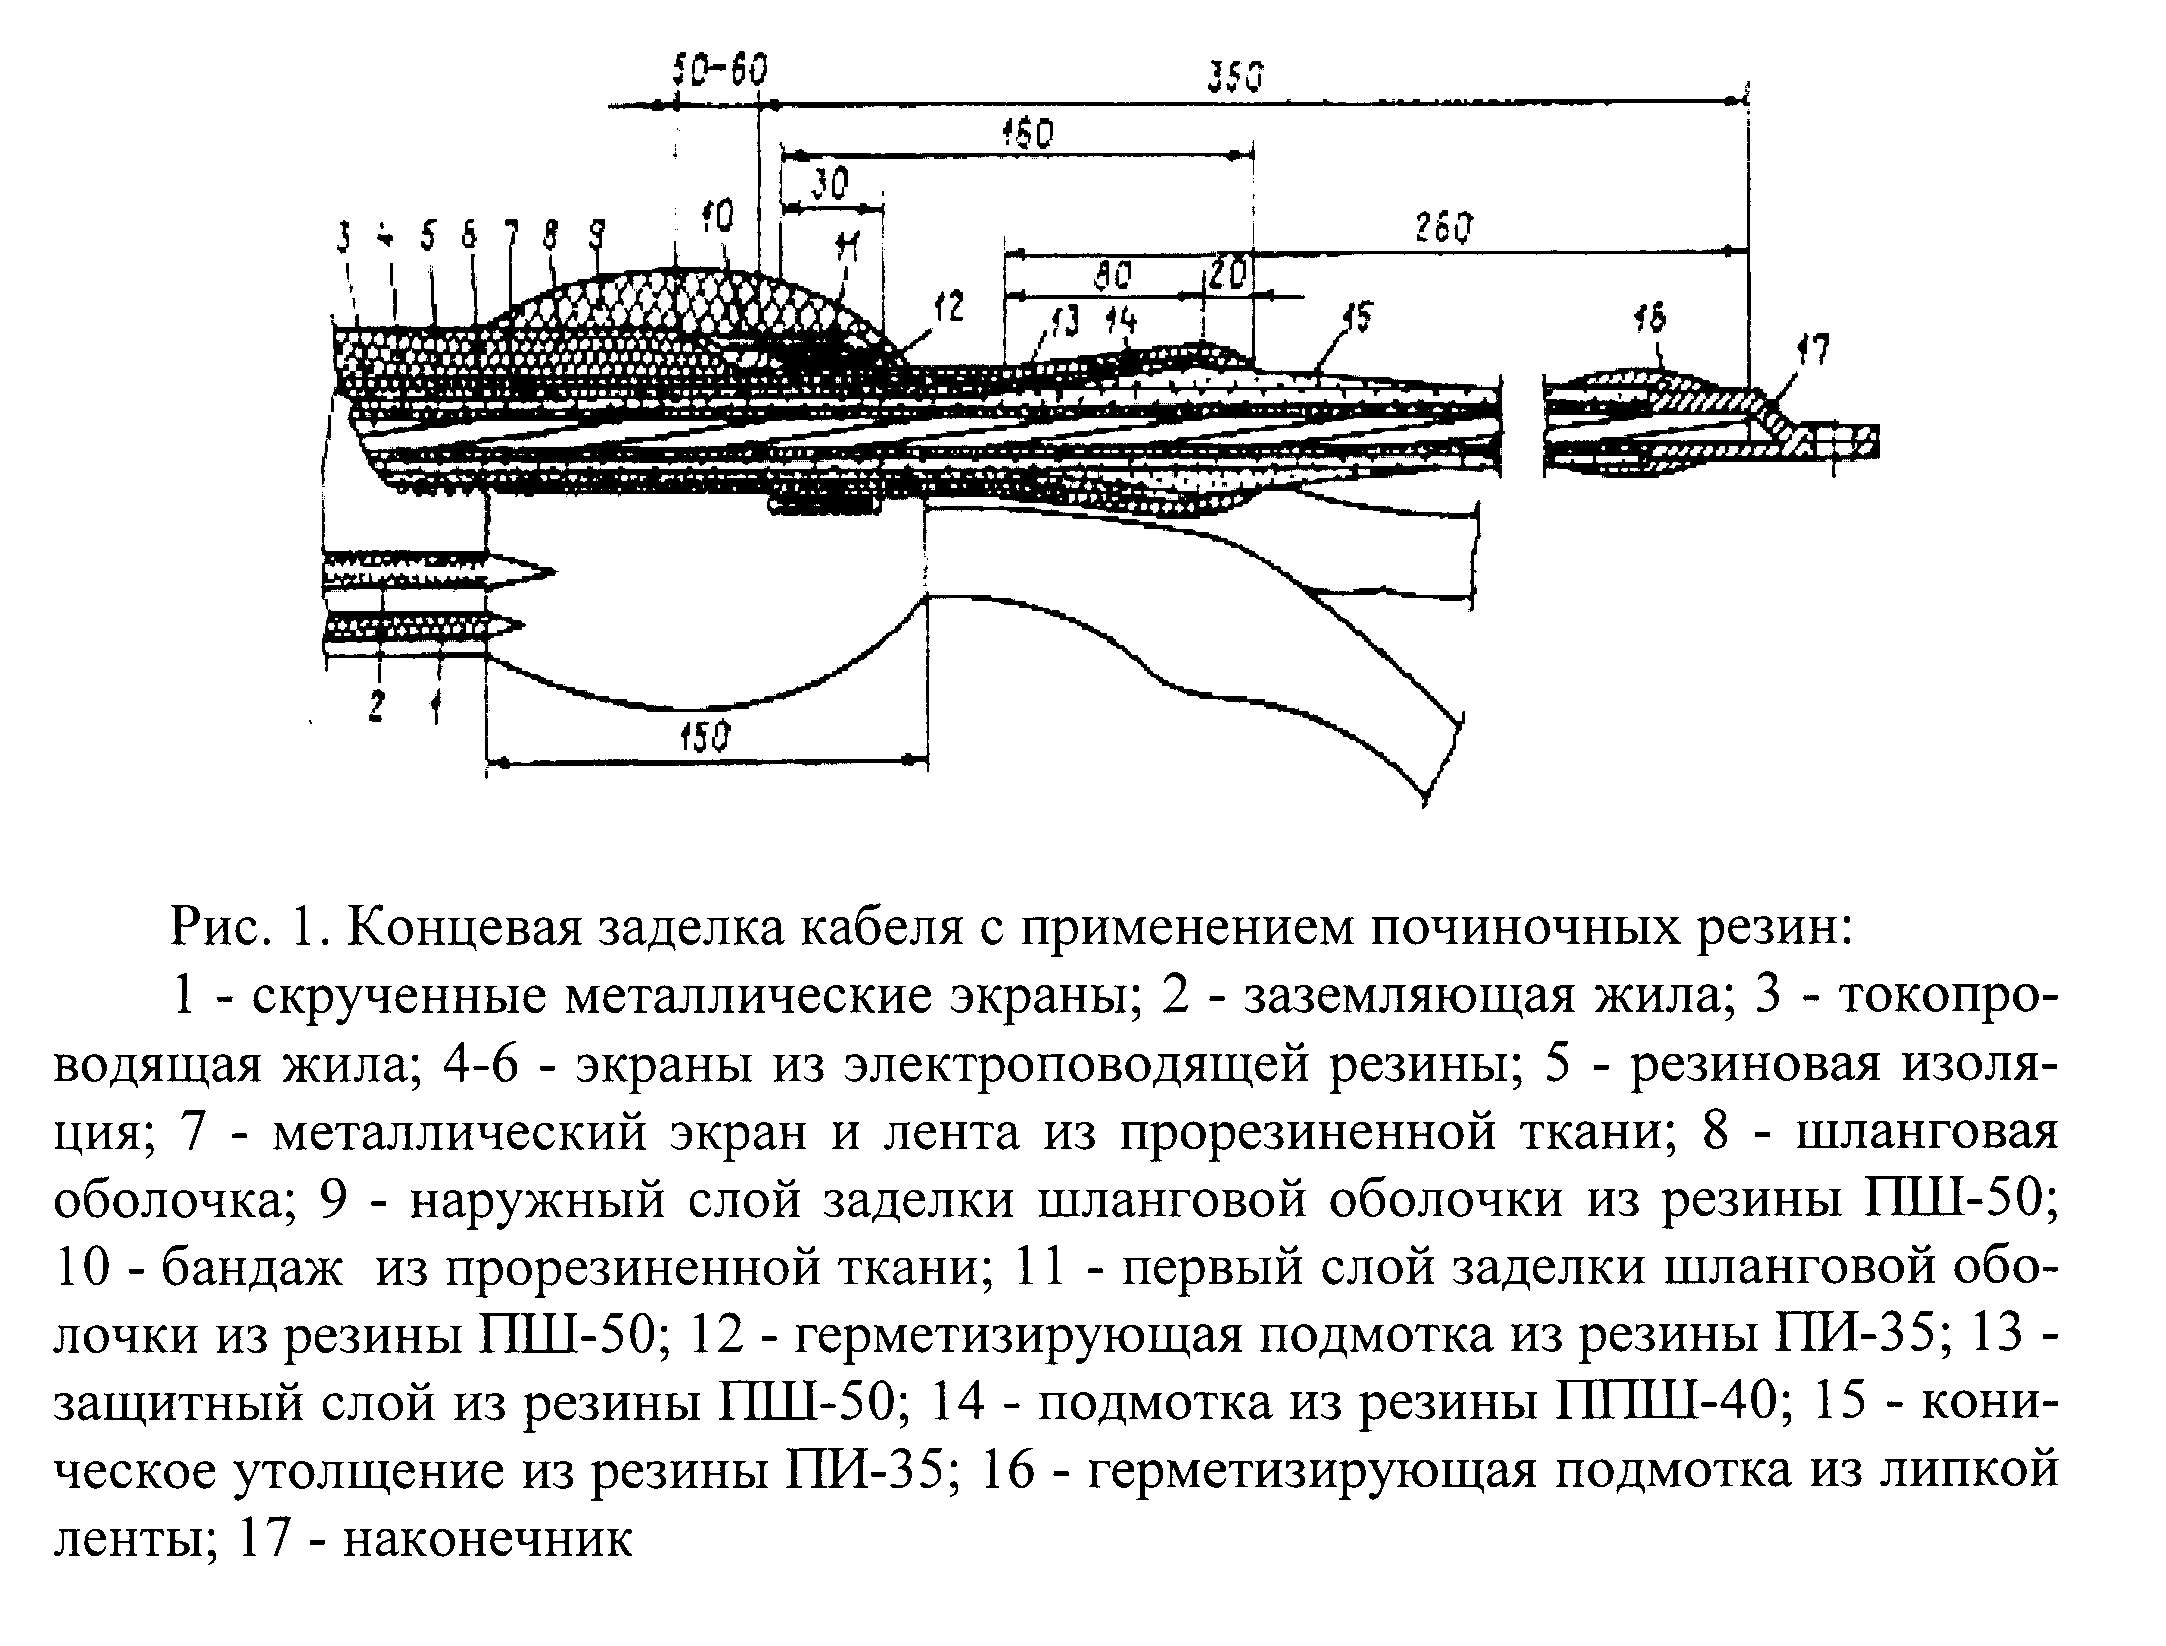 50-60
350
160
30
10
260
3 4 5 6 7 8 9
11
80
20
12
13
14
15
16
17
2
1
150
Рис. 1. Концевая заделка кабеля с применением починочных резин:
1 - скрученные металлические экраны; 2 - заземляющая жила; 3 - токопро-
водящая жила; 4-6 - экраны из электроповодящей резины; 5 - резиновая изоля-
ция; 7 - металлический экран и лента из прорезиненной ткани; 8 - шланговая
оболочка; 9 - наружный слой заделки шланговой оболочки из резины ПШ-50;
10 - бандаж из прорезиненной ткани; 11 - первый слой заделки шланговой обо-
лочки из резины ПШ-50; 12 - герметизирующая подмотка из резины ПИ-35; 13 -
защитный слой из резины ПШ-50; 14 - подмотка из резины ППШ-40; 15 - кони-
ческое утолщение из резины ПИ-35; 16 - герметизирующая подмотка из липкой
ленты; 17 - наконечник